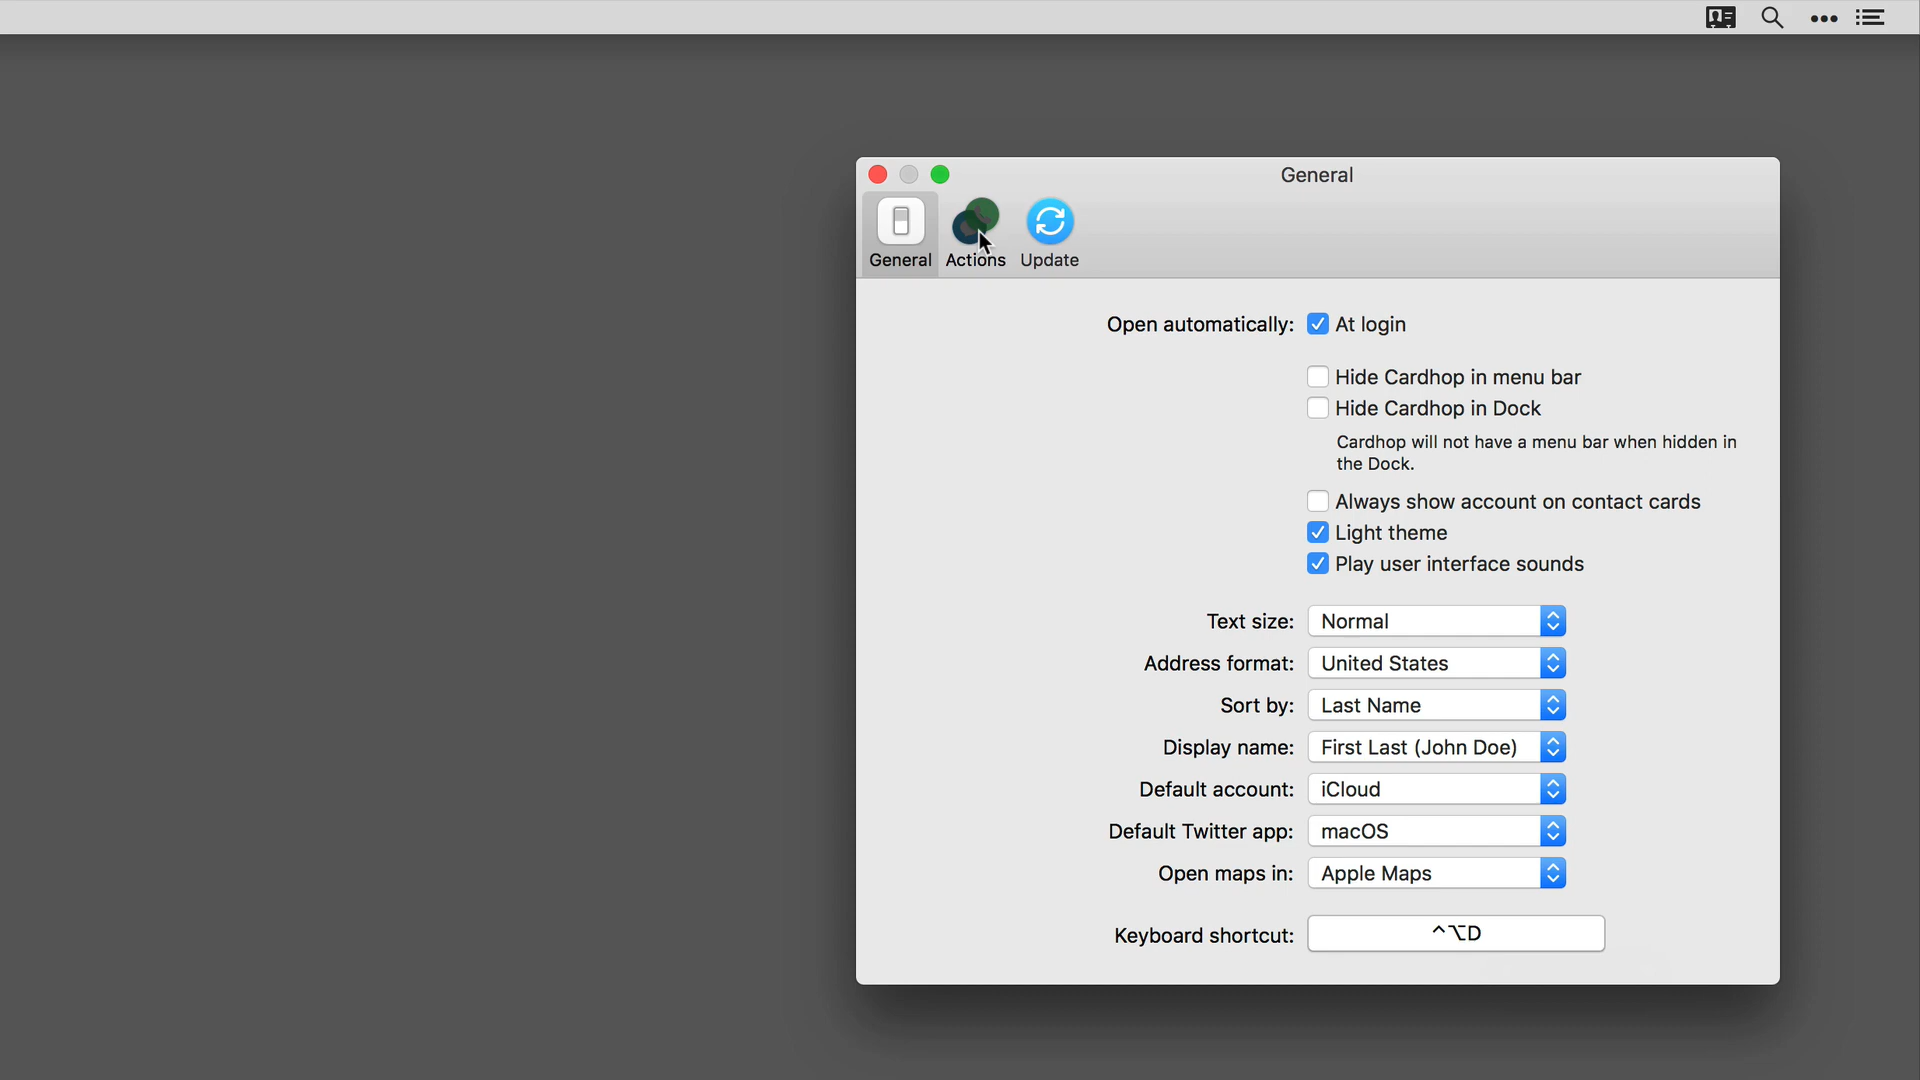 General
General Actions Update
Open automatically: At login
Hide Cardhop in menu bar
Hide Cardhop in Dock
Cardhop will not have a menu bar when hidden in
the Dock.
Always show account on contact cards
Light theme
Play user interface sounds
Text size: Normal
Address format: United States
Sort by: Last Name
Display name: First Last (John Doe)
Default account: iCloud
Default Twitter app: macOS
Open maps in: Apple Maps
Keyboard shortcut: ^⌥D